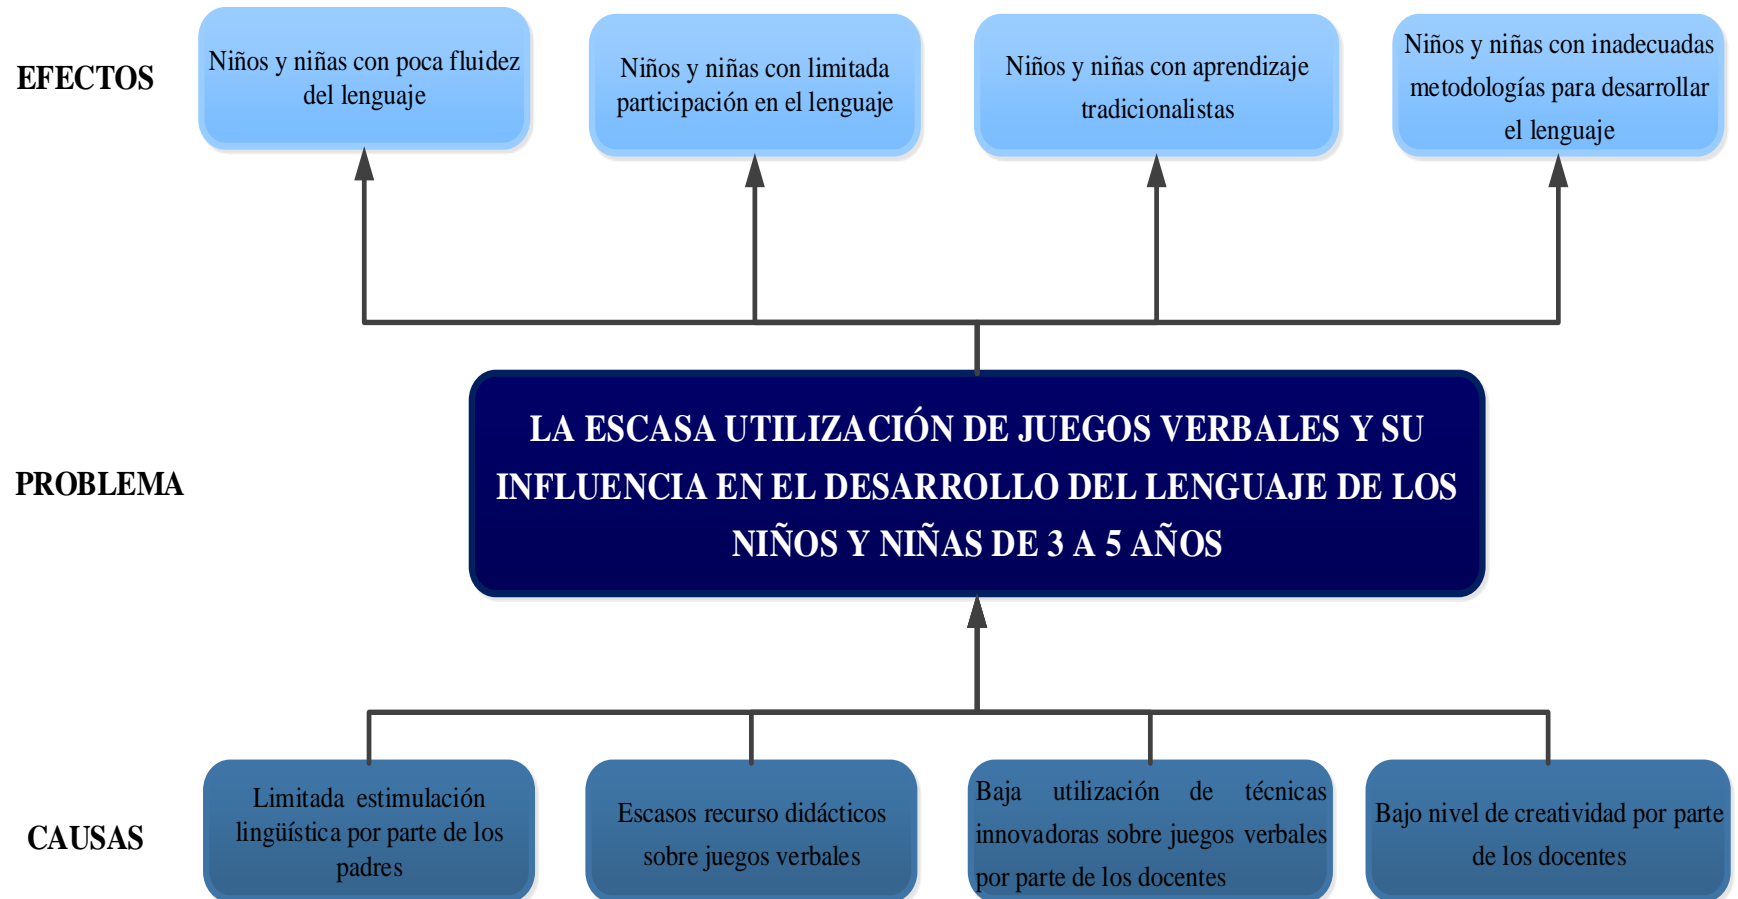 EFECTOS
Niños y niñas con poca fluidez
del lenguaje
Niños y niñas con limitada
participación en el lenguaje
Niños y niñas con aprendizaje
tradicionalistas
Niños y niñas con inadecuadas
metodologías para desarrollar
el lenguaje
PROBLEMA
LA ESCASA UTILIZACIÓN DE JUEGOS VERBALES Y SU
INFLUENCIA EN EL DESARROLLO DEL LENGUAJE DE LOS
NIÑOS Y NIÑAS DE 3 A 5 AÑOS
CAUSAS
Limitada estimulación
lingüística por parte de los
padres
Escasos recurso didácticos
sobre juegos verbales
Baja utilización de técnicas
innovadoras sobre juegos verbales
por parte de los docentes
Bajo nivel de creatividad por parte
de los docentes